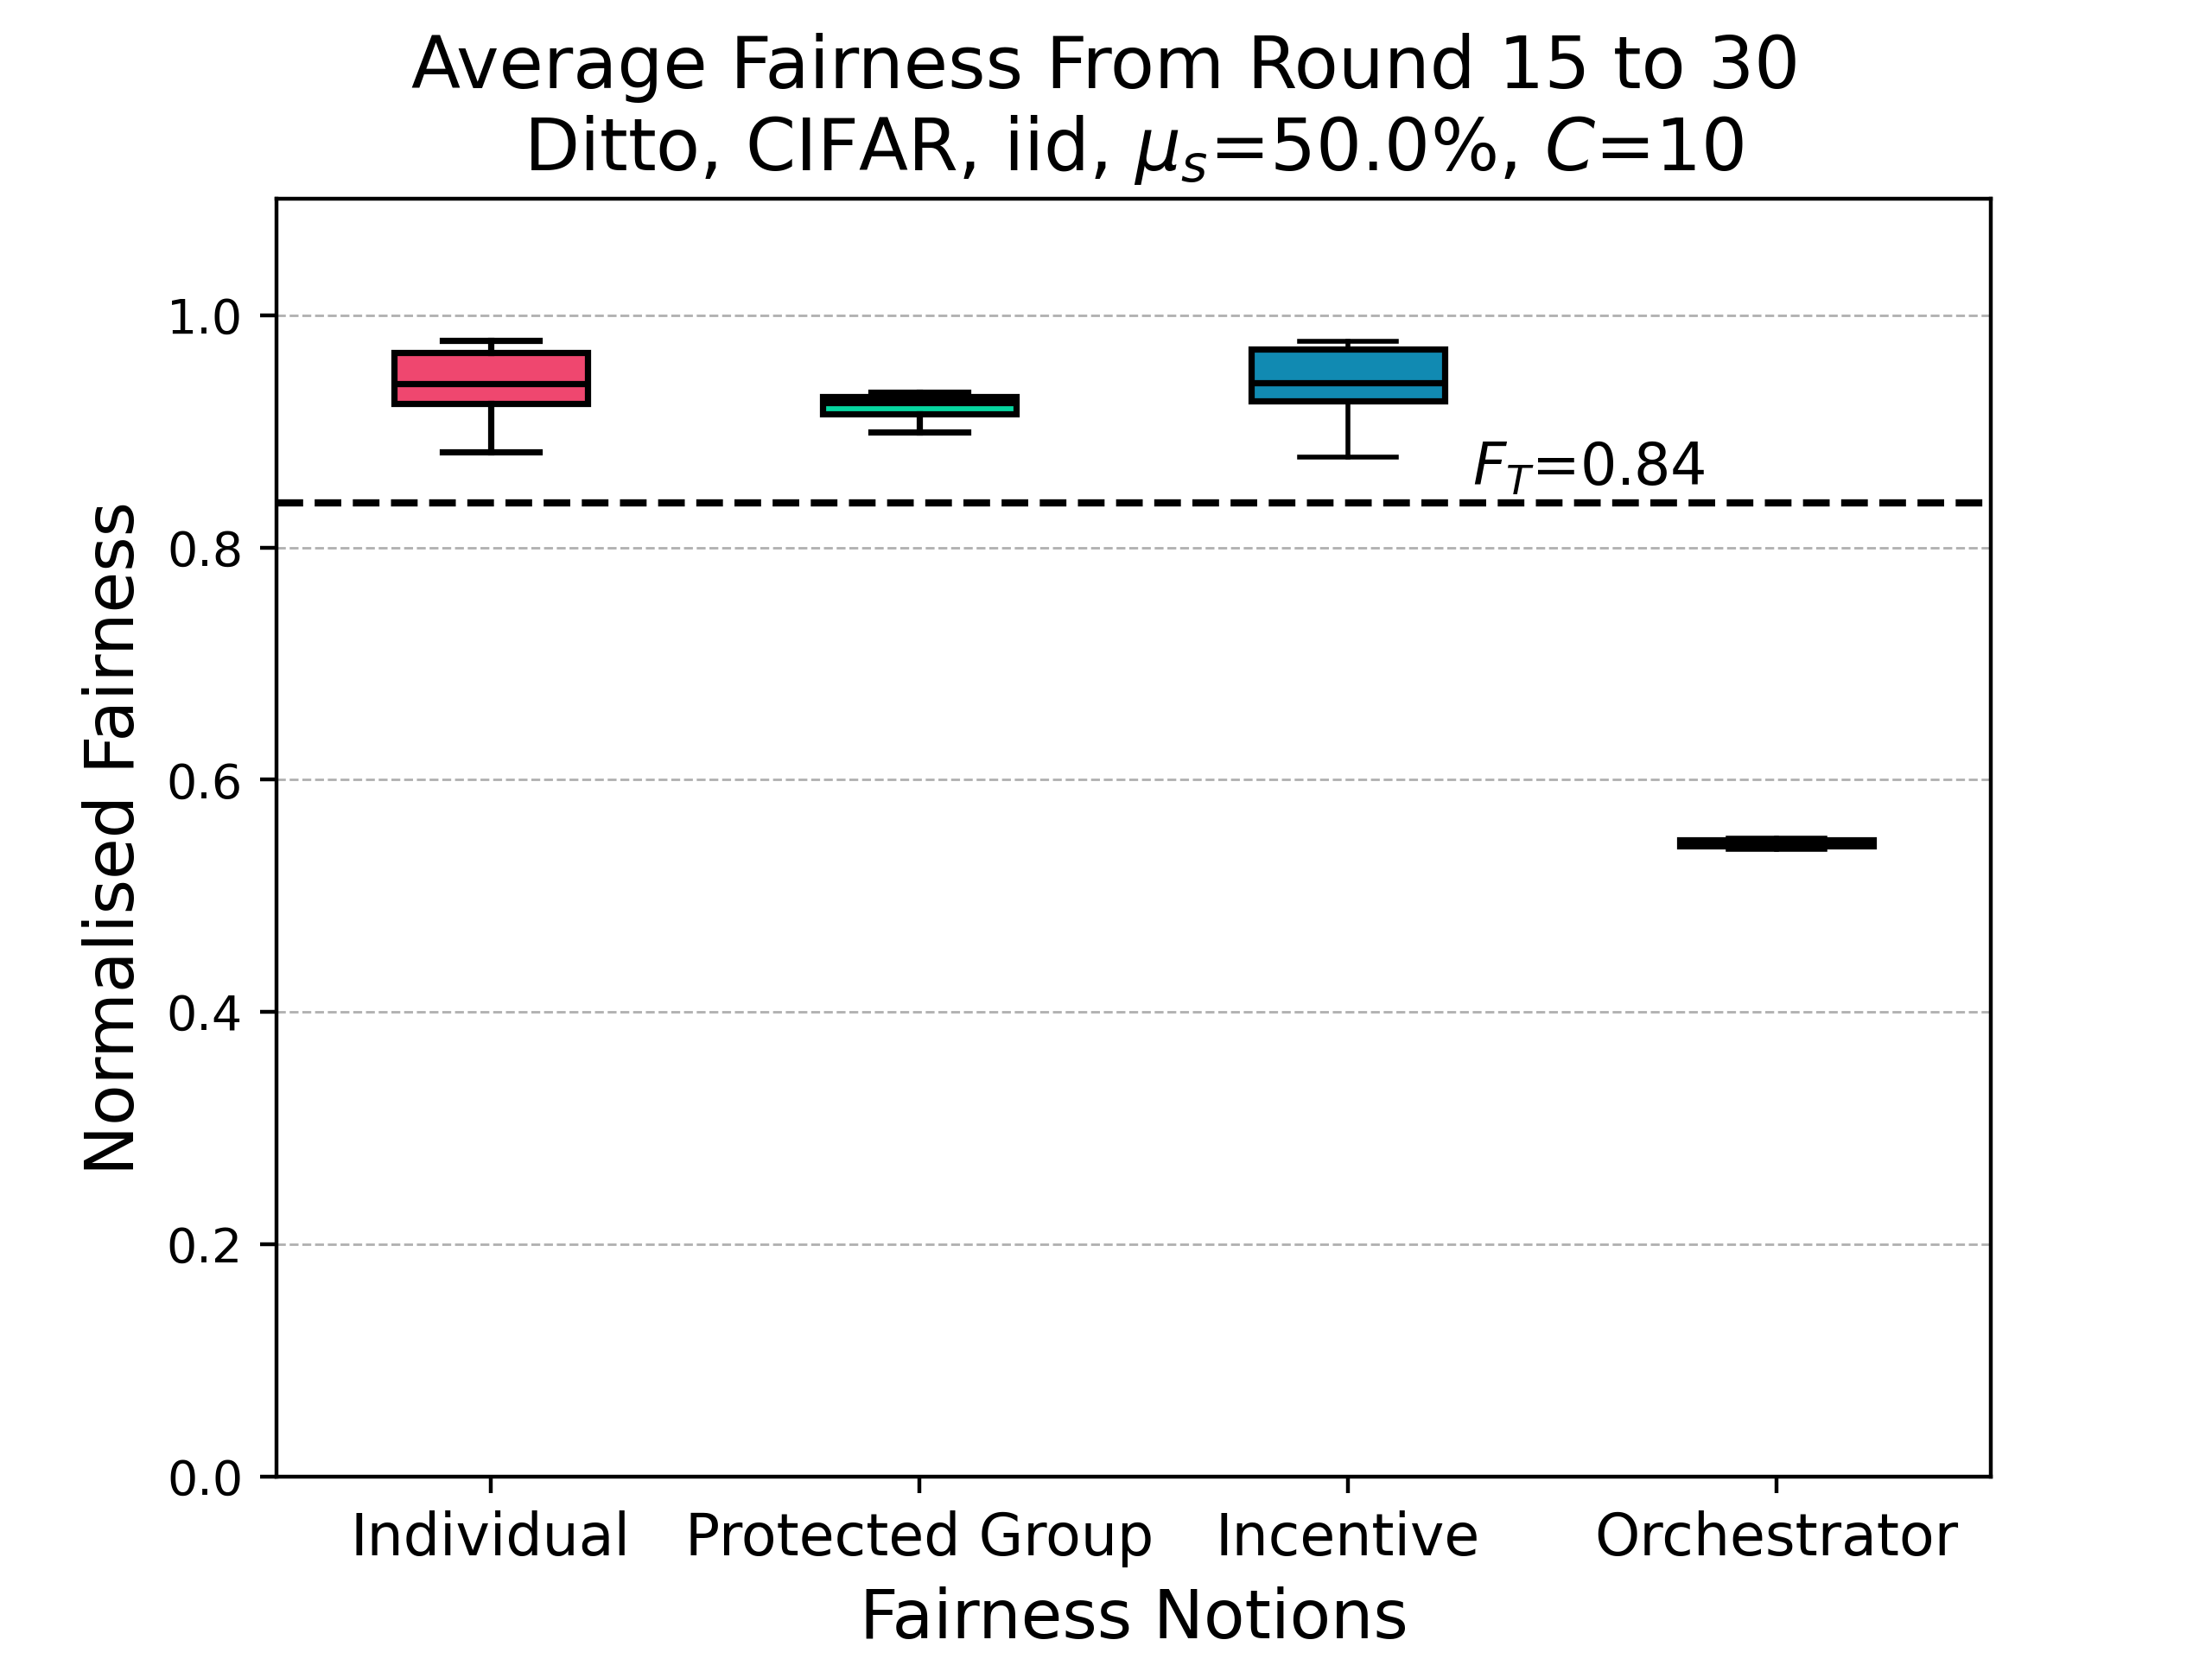 Average Fairness From Round 15 to 30
Ditto, CIFAR, iid, μₛ=50.0%, C=10
1.0
0.8
0.6
0.4
0.2
0.0
Normalised Fairness
F_T=0.84
Individual
Protected Group
Incentive
Orchestrator
Fairness Notions